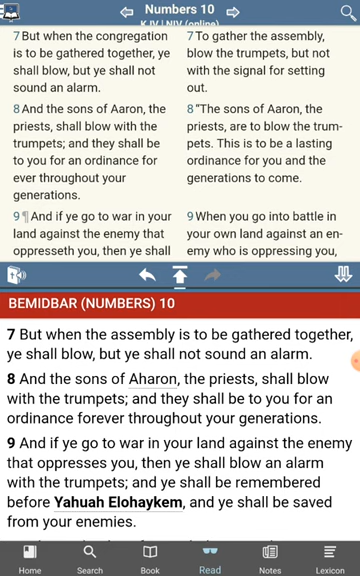 Numbers 10
KJV | NIV (online)
7 But when the congregation
is to be gathered together, ye
shall blow, but ye shall not
sound an alarm.
8 And the sons of Aaron, the
priests, shall blow with the
trumpets; and they shall be
to you for an ordinance for
ever throughout your
generations.
9 ¶ And if ye go to war in your
land against the enemy that
oppresseth you, then ye shall
7 To gather the assembly,
blow the trumpets, but not
with the signal for setting
out.
8 "The sons of Aaron, the
priests, are to blow the trum-
pets. This is to be a lasting
ordinance for you and the
generations to come.
9 When you go into battle in
your own land against an en-
emy who is oppressing you,
BEMIDBAR (NUMBERS) 10
7 But when the assembly is to be gathered together,
ye shall blow, but ye shall not sound an alarm.
8 And the sons of Aharon, the priests, shall blow
with the trumpets; and they shall be to you for an
ordinance forever throughout your generations.
9 And if ye go to war in your land against the enemy
that oppresses you, then ye shall blow an alarm
with the trumpets; and ye shall be remembered
before Yahuah Elohaykem, and ye shall be saved
from your enemies.
Home
Search
Book
Read
Notes
Lexicon